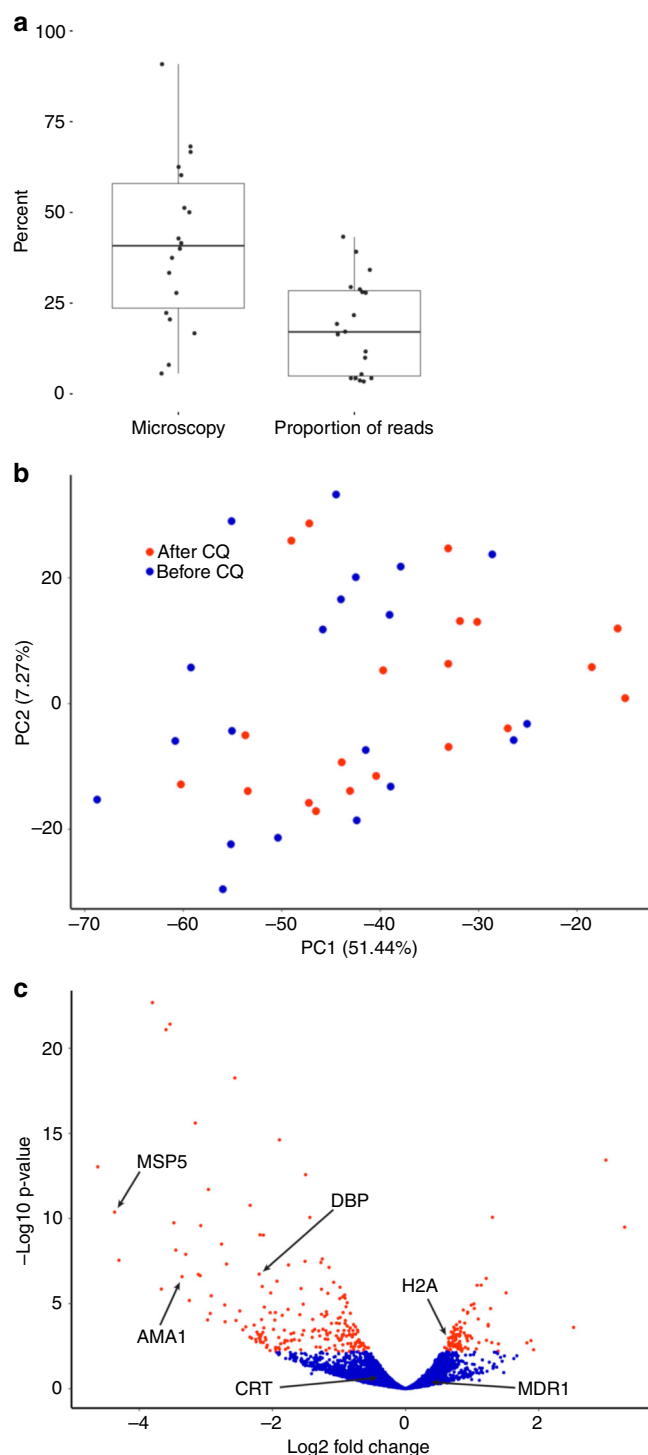 a
100
75
50
25
0
Percent
Microscopy
Proportion of reads
b
After CQ
Before CQ
20
0
–20
PC2 (7.27%)
–70
–60
–50
–40
–30
–20
PC1 (51.44%)
c
20
15
10
5
0
–Log10 p-value
MSP5
DBP
AMA1
H2A
CRT
MDR1
–4
–2
0
2
Log2 fold change